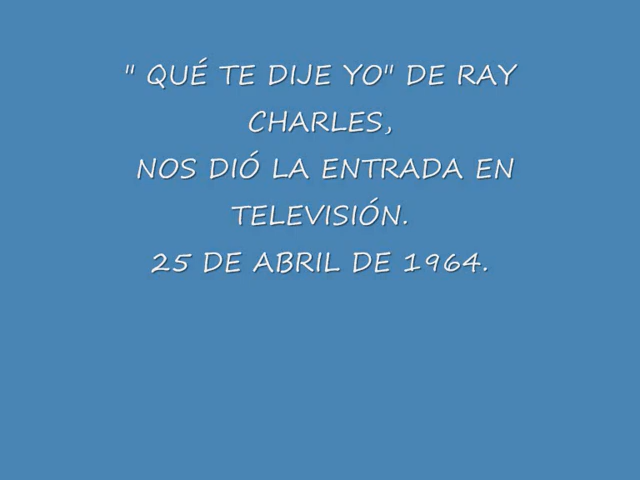 " QUÉ TE DIJE YO" DE RAY
CHARLES,
NOS DIÓ LA ENTRADA EN
TELEVISIÓN.
25 DE ABRIL DE 1964.